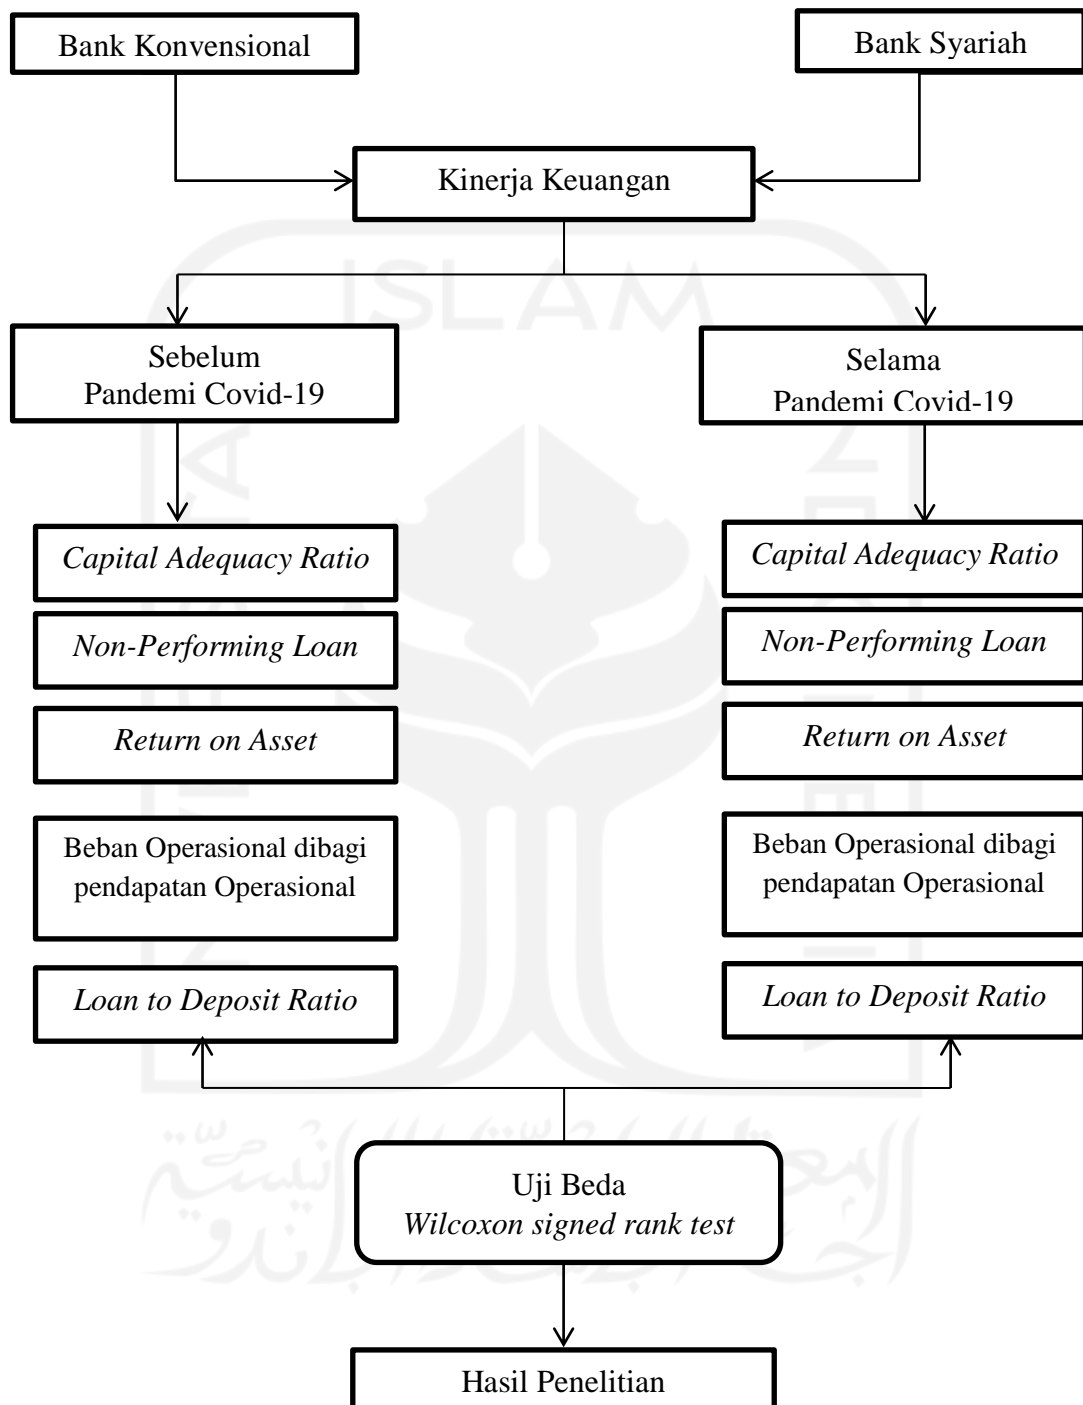 Bank Konvensional
Bank Syariah
Kinerja Keuangan
ISLAM
Sebelum
Pandemi Covid-19
Selama
Pandemi Covid-19
Capital Adequacy Ratio
Non-Performing Loan
Return on Asset
Beban Operasional dibagi
pendapatan Operasional
Loan to Deposit Ratio
Capital Adequacy Ratio
Non-Performing Loan
Return on Asset
Beban Operasional dibagi
pendapatan Operasional
Loan to Deposit Ratio
Uji Beda
Wilcoxon signed rank test
Hasil Penelitian